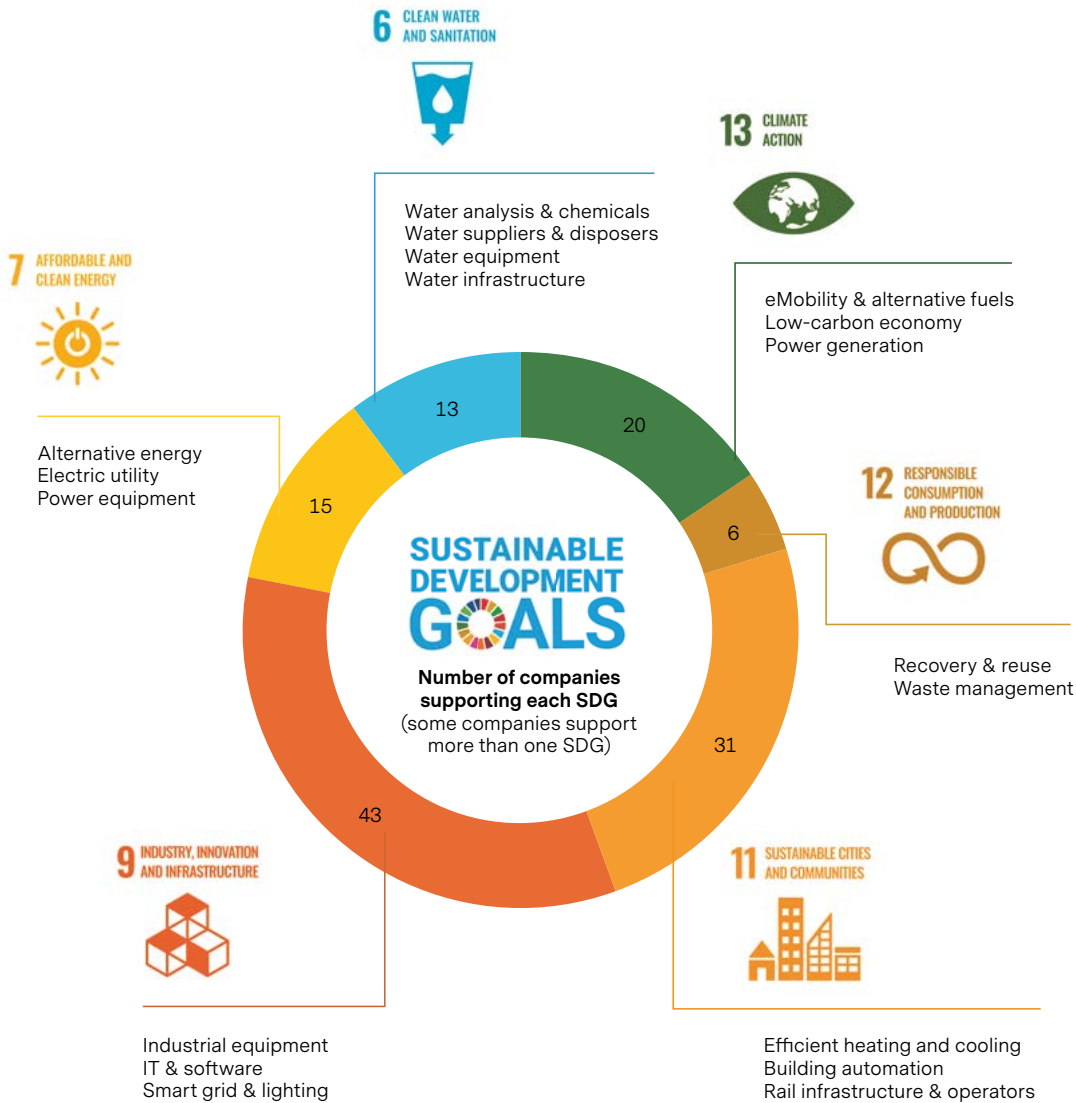 6 CLEAN WATER
AND SANITATION
13 CLIMATE
ACTION
Water analysis & chemicals
Water suppliers & disposers
Water equipment
Water infrastructure
7 AFFORDABLE AND
CLEAN ENERGY
eMobility & alternative fuels
Low-carbon economy
Power generation
13
20
Alternative energy
Electric utility
Power equipment
12 RESPONSIBLE
CONSUMPTION
AND PRODUCTION
15
6
SUSTAINABLE
DEVELOPMENT
GOALS
Number of companies
supporting each SDG
(some companies support
more than one SDG)
Recovery & reuse
Waste management
31
43
9 INDUSTRY, INNOVATION
AND INFRASTRUCTURE
11 SUSTAINABLE CITIES
AND COMMUNITIES
Industrial equipment
IT & software
Smart grid & lighting
Efficient heating and cooling
Building automation
Rail infrastructure & operators